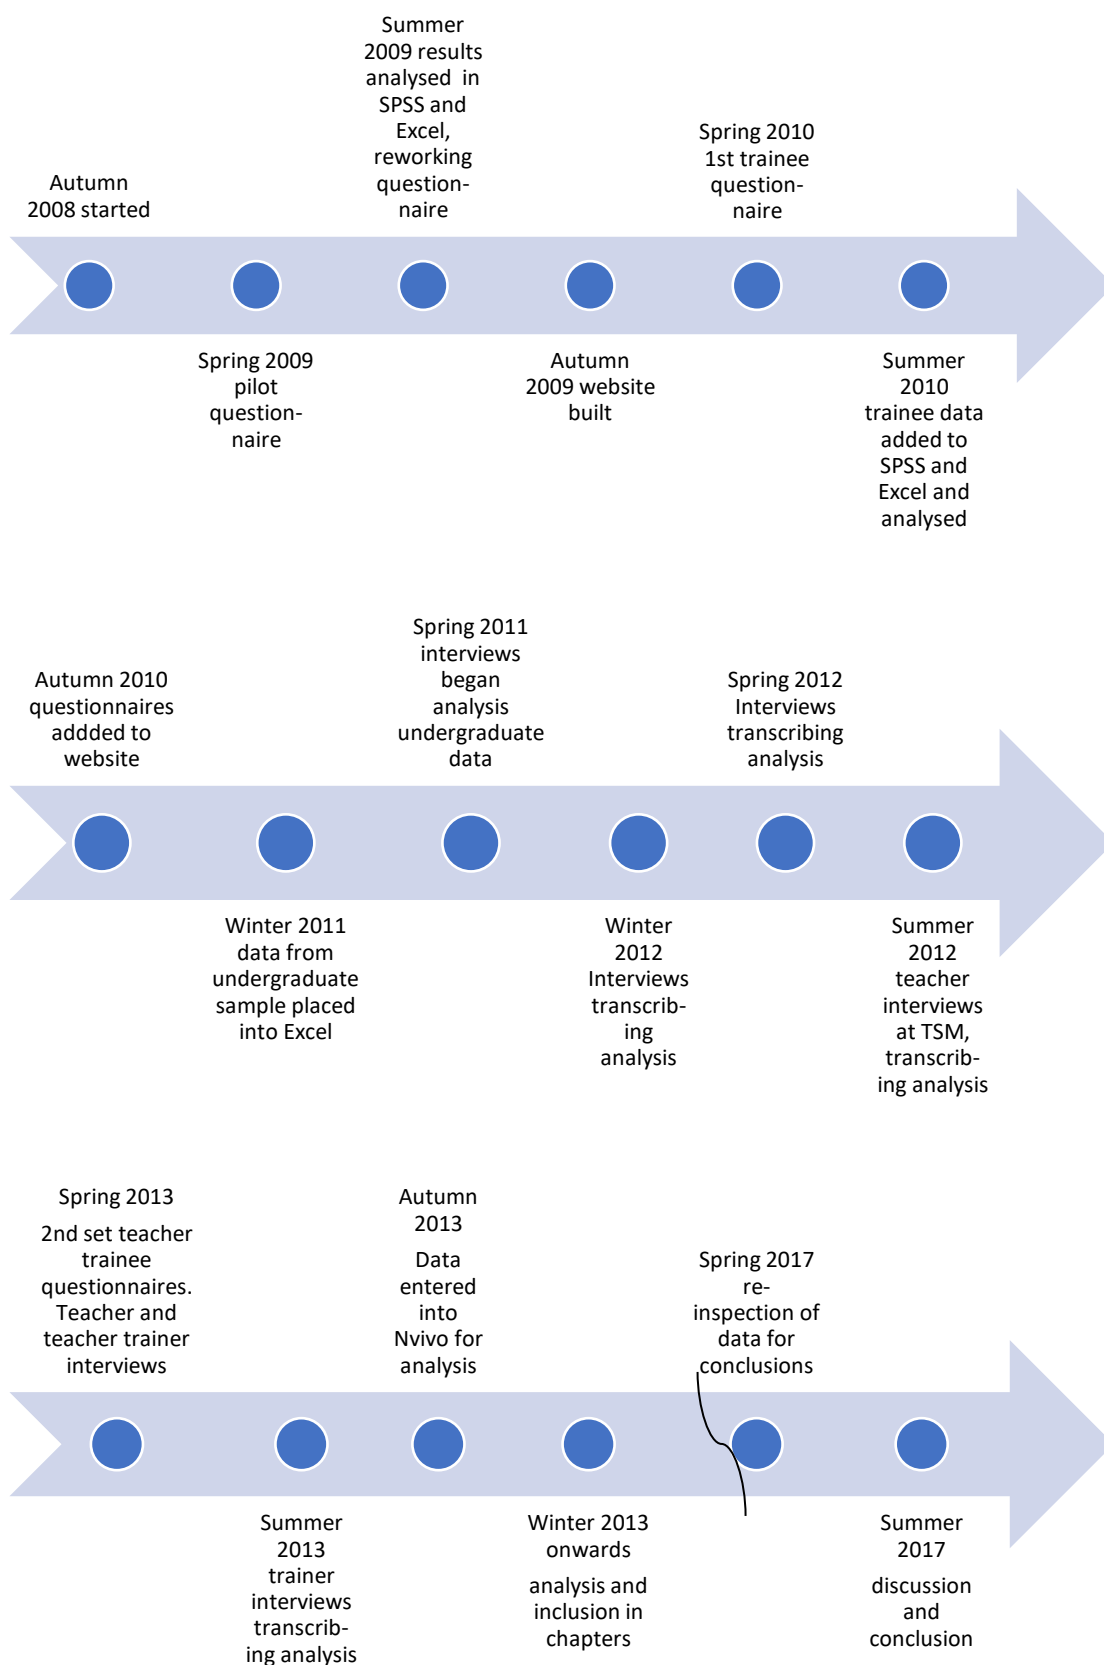 Autumn
2008 started
Spring 2009
pilot
question-
naire
Summer
2009 results
analysed in
SPSS and
Excel,
reworking
question-
naire
Autumn
2009 website
built
Spring 2010
1st trainee
question-
naire
Summer
2010
trainee data
added to
SPSS and
Excel and
analysed
Autumn 2010
questionnaires
addded to
website
Winter 2011
data from
undergraduate
sample placed
into Excel
Spring 2011
interviews
began
analysis
undergraduate
data
Winter
2012
Interviews
transcrib-
ing
analysis
Spring 2012
Interviews
transcribing
analysis
Summer
2012
teacher
interviews
at TSM,
transcrib-
ing analysis
Spring 2013
2nd set teacher
trainee
questionnaires.
Teacher and
teacher trainer
interviews
Summer
2013
trainer
interviews
transcrib-
ing analysis
Autumn
2013
Data
entered
into
Nvivo for
analysis
Winter 2013
onwards
analysis and
inclusion in
chapters
Spring 2017
re-
inspection of
data for
conclusions
Summer
2017
discussion
and
conclusion